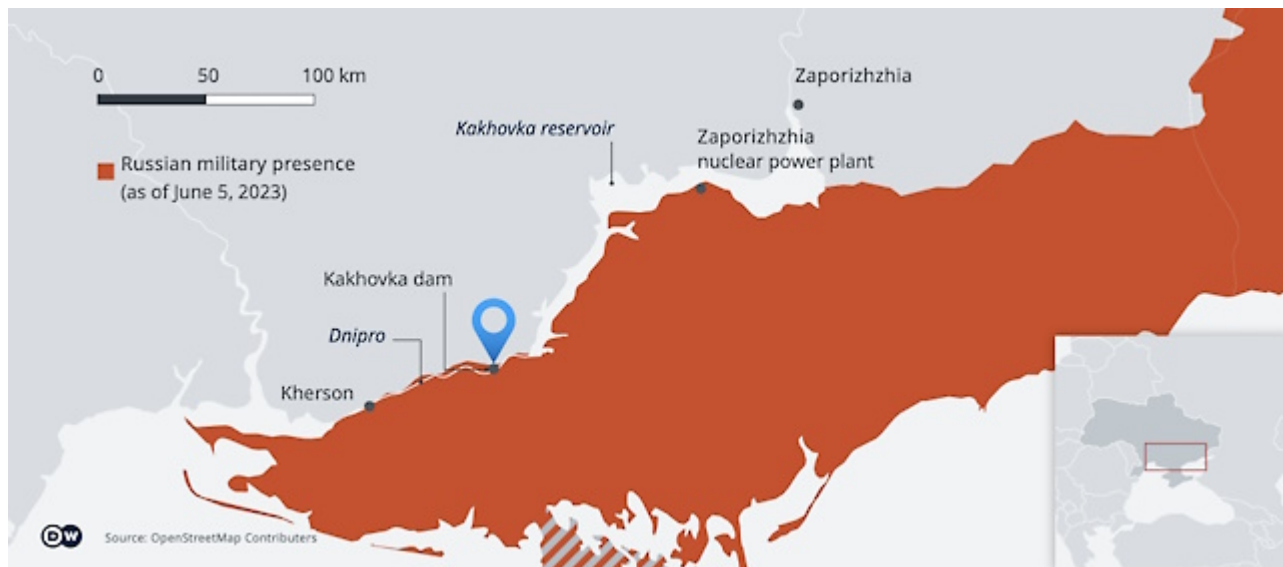 0 50 100 km
Zaporizhzhia
Kakhovka reservoir
Zaporizhzhia
nuclear power plant
Russian military presence
(as of June 5, 2023)
Kakhovka dam
Dnipro
Kherson
DW
Source: OpenStreetMap Contributers